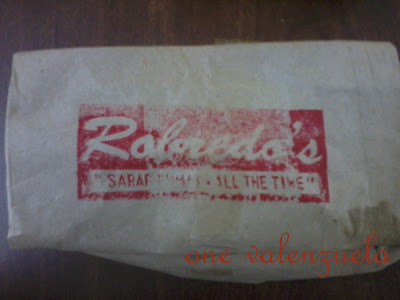 Robredo's
"SARAP ALL THE TIME"
one valenzuela